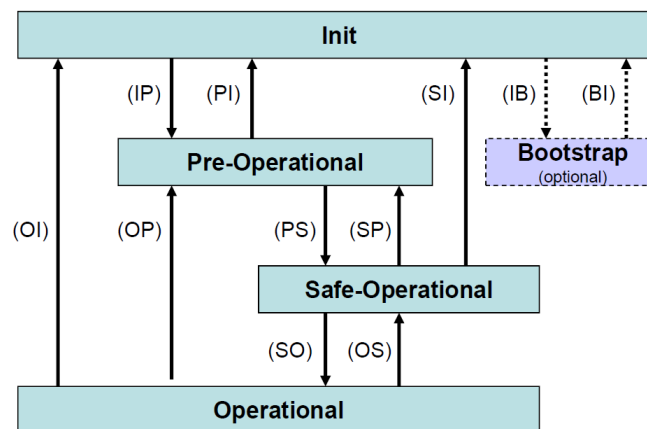 Init
(IP)
(PI)
(SI)
(IB)
(BI)
Pre-Operational
Bootstrap
(optional)
(OI)
(OP)
(PS)
(SP)
Safe-Operational
(SO)
(OS)
Operational